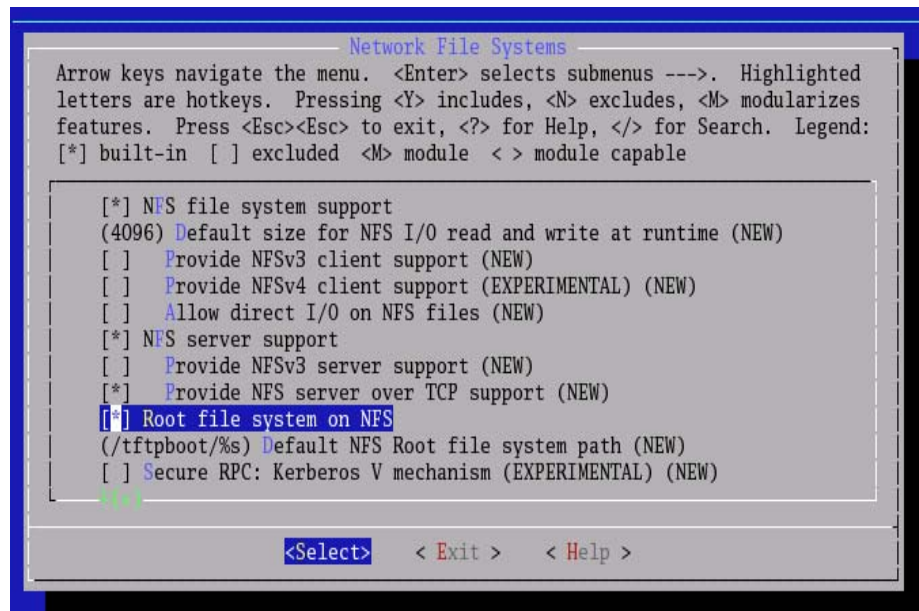 Network File Systems
Arrow keys navigate the menu.  <Enter> selects submenus --->.  Highlighted
letters are hotkeys.  Pressing <Y> includes, <N> excludes, <M> modularizes
features.  Press <Esc><Esc> to exit, <?> for Help, </> for Search.  Legend:
[*] built-in  [ ] excluded  <M> module  < > module capable
[*] NFS file system support
(4096) Default size for NFS I/O read and write at runtime (NEW)
[ ]   Provide NFSv3 client support (NEW)
[ ]   Provide NFSv4 client support (EXPERIMENTAL) (NEW)
[ ]   Allow direct I/O on NFS files (NEW)
[*] NFS server support
[ ]   Provide NFSv3 server support (NEW)
[*]   Provide NFS server over TCP support (NEW)
[*] Root file system on NFS
(/tftpboot/%s) Default NFS Root file system path (NEW)
[ ] Secure RPC: Kerberos V mechanism (EXPERIMENTAL) (NEW)
<Select>    < Exit >    < Help >